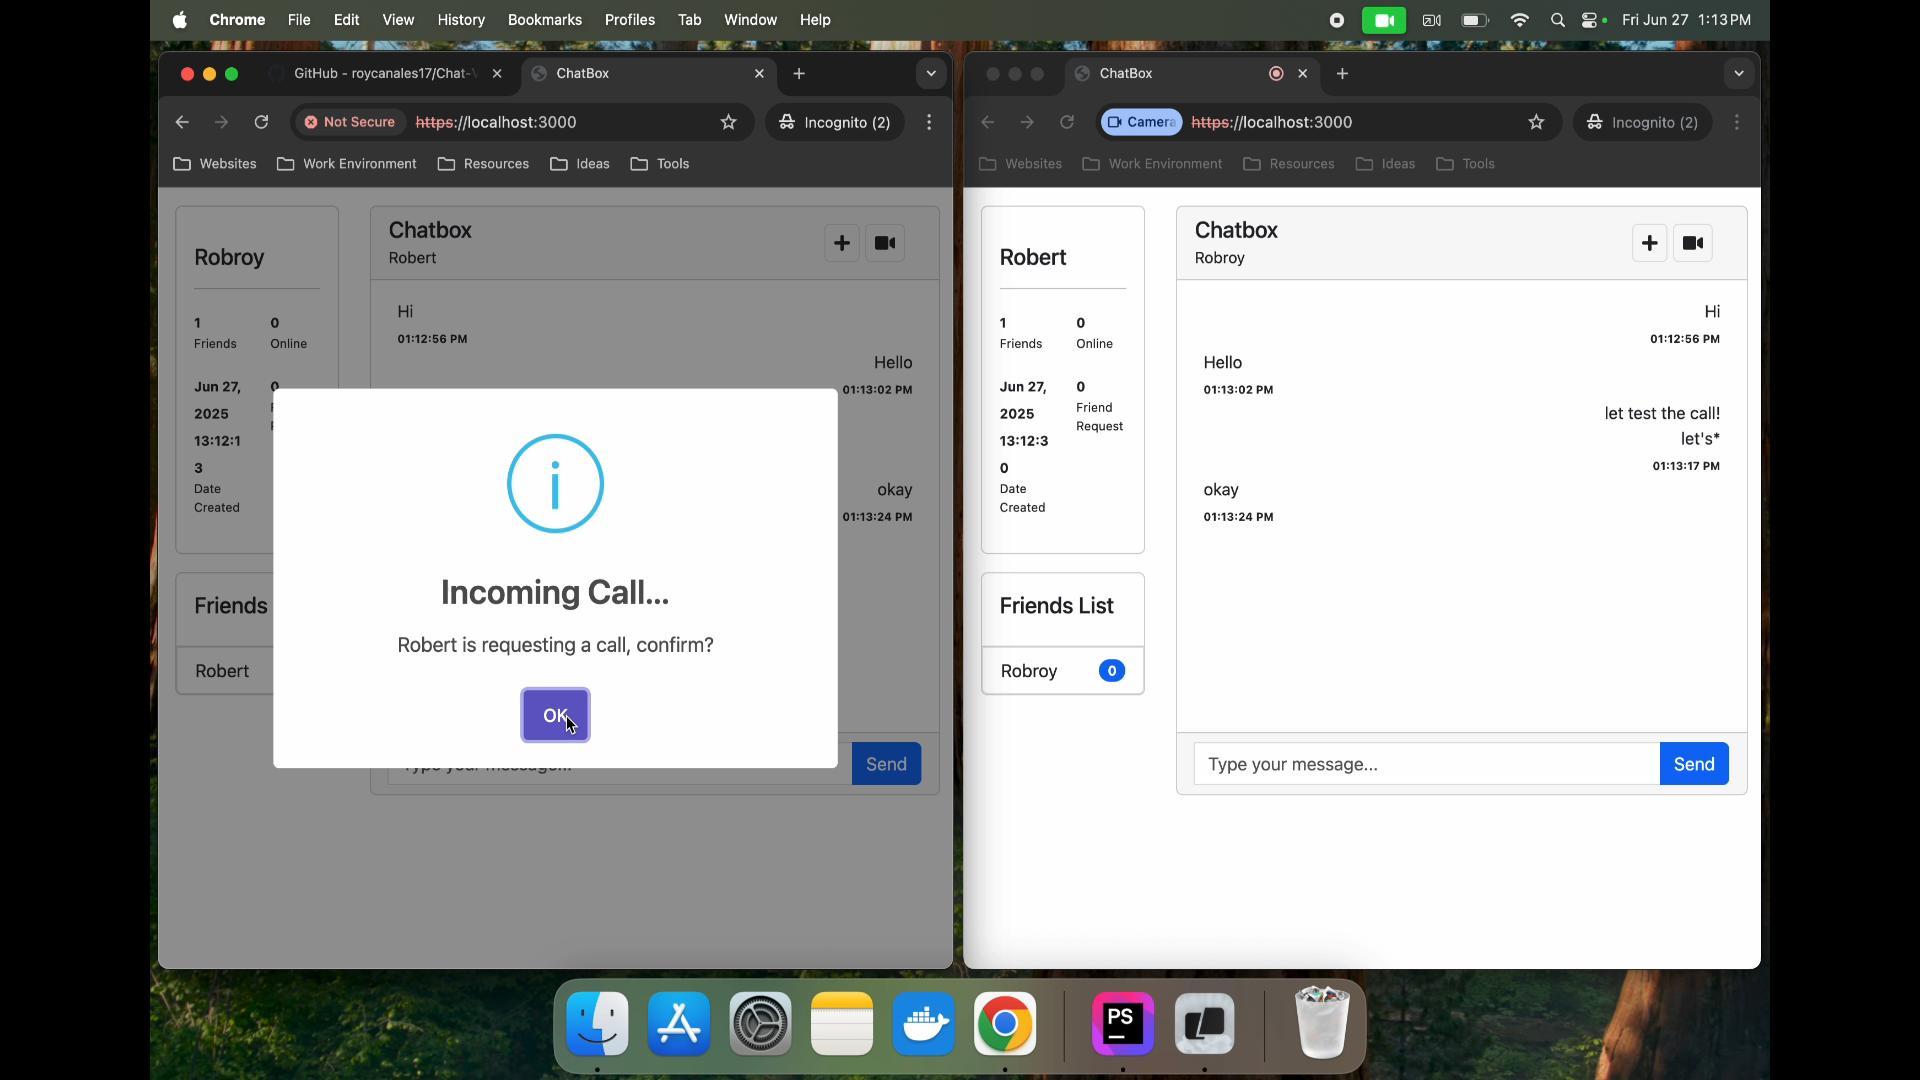 Chrome File Edit View History Bookmarks Profiles Tab Window Help Fri Jun 27 1:13 PM
GitHub - roycanales17/Chat-
ChatBox
Not Secure https://localhost:3000 Incognito (2)
Websites Work Environment Resources Ideas Tools
Robroy
1 0
Friends Online
Jun 27, 0
2025
13:12:1
3
Date
Created
Friends
Robert
Chatbox
Robert
Hi
01:12:56 PM
Hello
01:13:02 PM
okay
01:13:24 PM
Type your message...
Send
i
Incoming Call...
Robert is requesting a call, confirm?
OK
ChatBox
Camera https://localhost:3000 Incognito (2)
Websites Work Environment Resources Ideas Tools
Robert
1 0
Friends Online
Jun 27, 0
2025 Friend
13:12:3 Request
0
Date
Created
Friends List
Robroy 0
Chatbox
Robroy
Hi
01:12:56 PM
Hello
01:13:02 PM
let test the call!
let's*
01:13:17 PM
okay
01:13:24 PM
Type your message...
Send
PS